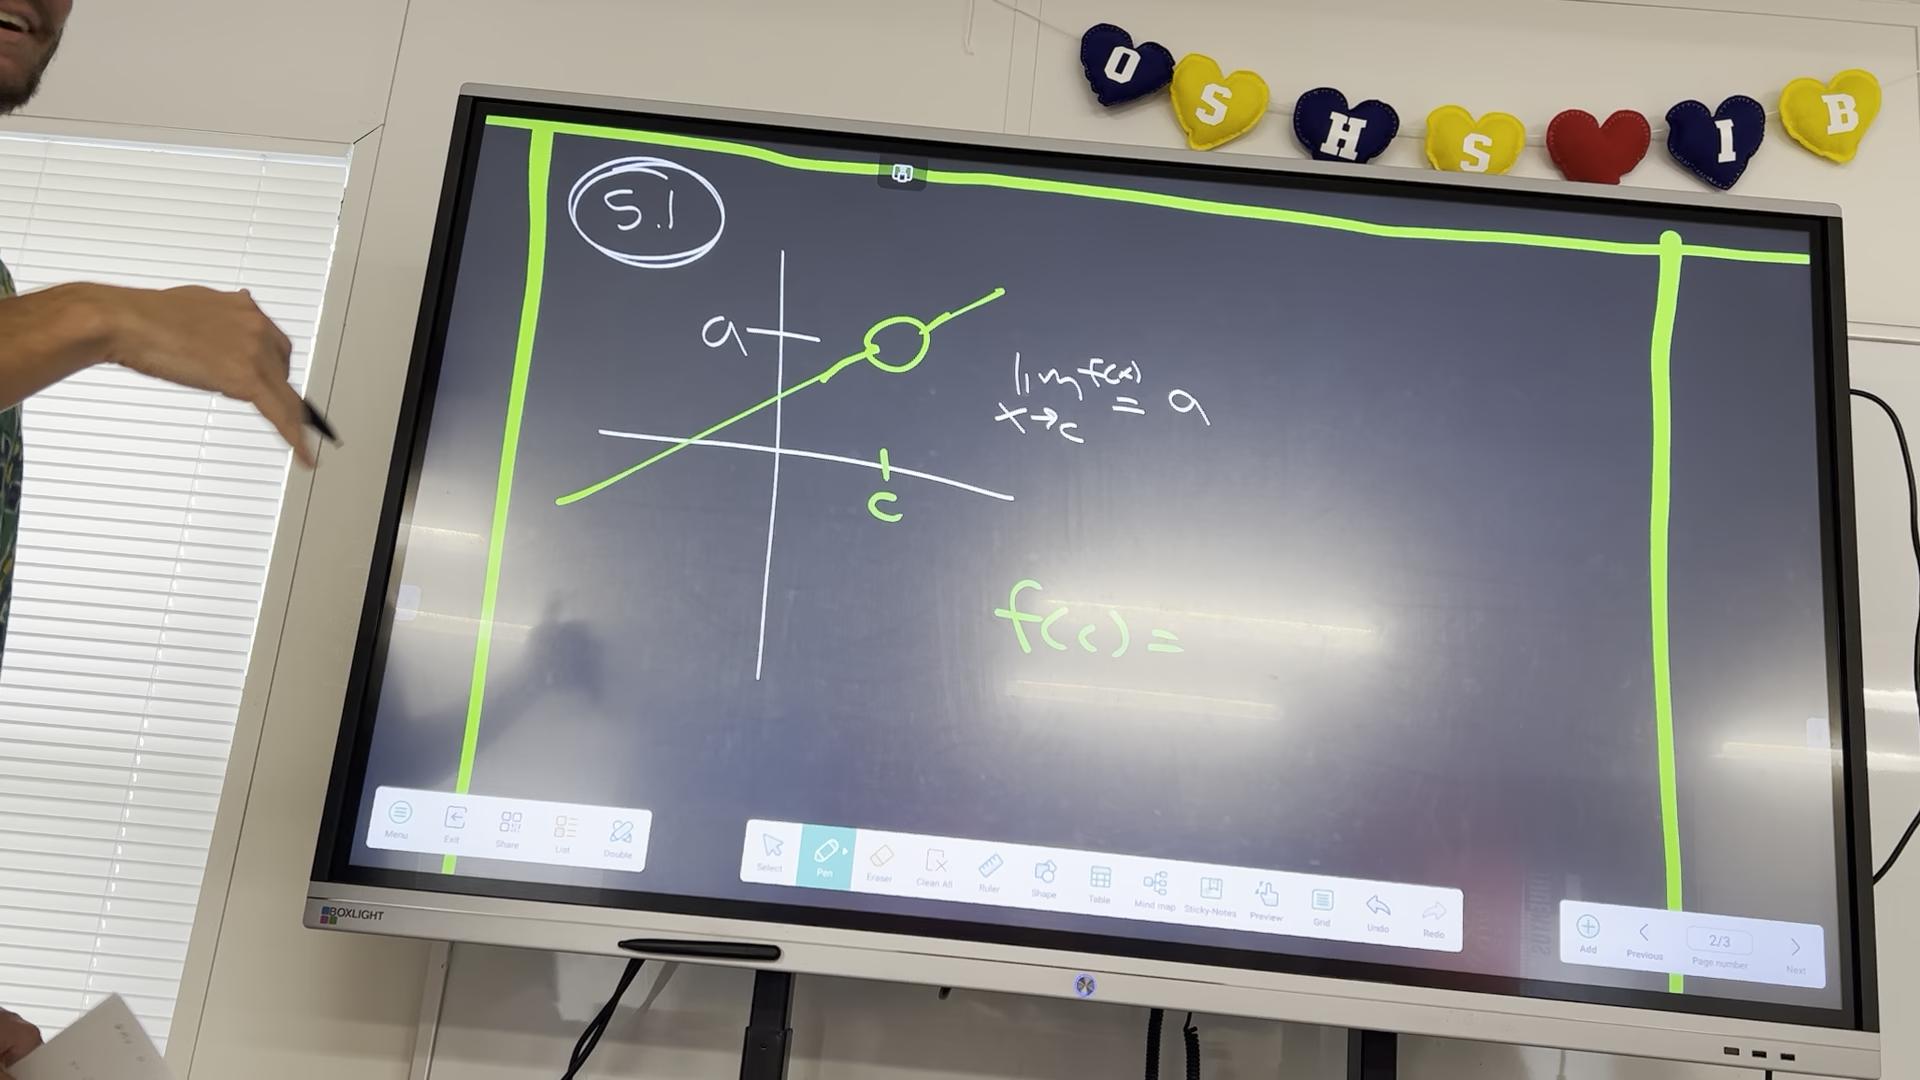 O S H S I B
5.1
a
lim f(x)
x→c = a
c
f(c) =
Menu Exit Share List Double
Select Pen Eraser Clean All Ruler Shape Table Mind map Sticky-Notes Preview Grid Undo Redo
Add Previous 2/3 Page number Next
BOXLIGHT